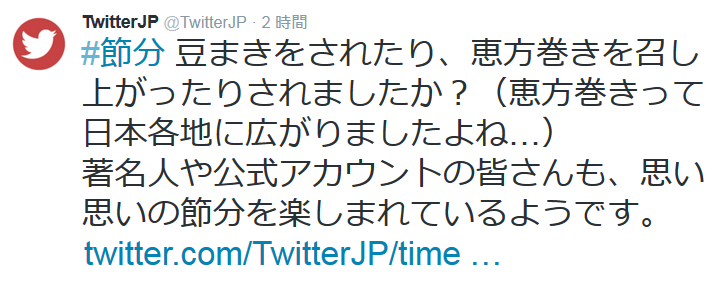 TwitterJP @TwitterJP · 2 時間
#節分 豆まきをされたり、恵方巻きを召し
上がったりされましたか？（恵方巻きって
日本各地に広がりましたよね...）
著名人や公式アカウントの皆さんも、思い
思いの節分を楽しまれているようです。
twitter.com/TwitterJP/time ...